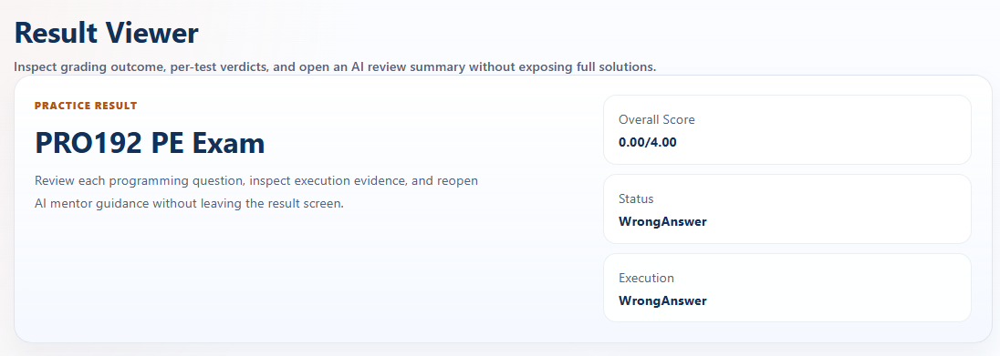 Result Viewer
Inspect grading outcome, per-test verdicts, and open an AI review summary without exposing full solutions.
PRACTICE RESULT
PRO192 PE Exam
Review each programming question, inspect execution evidence, and reopen
AI mentor guidance without leaving the result screen.
Overall Score
0.00/4.00
Status
WrongAnswer
Execution
WrongAnswer